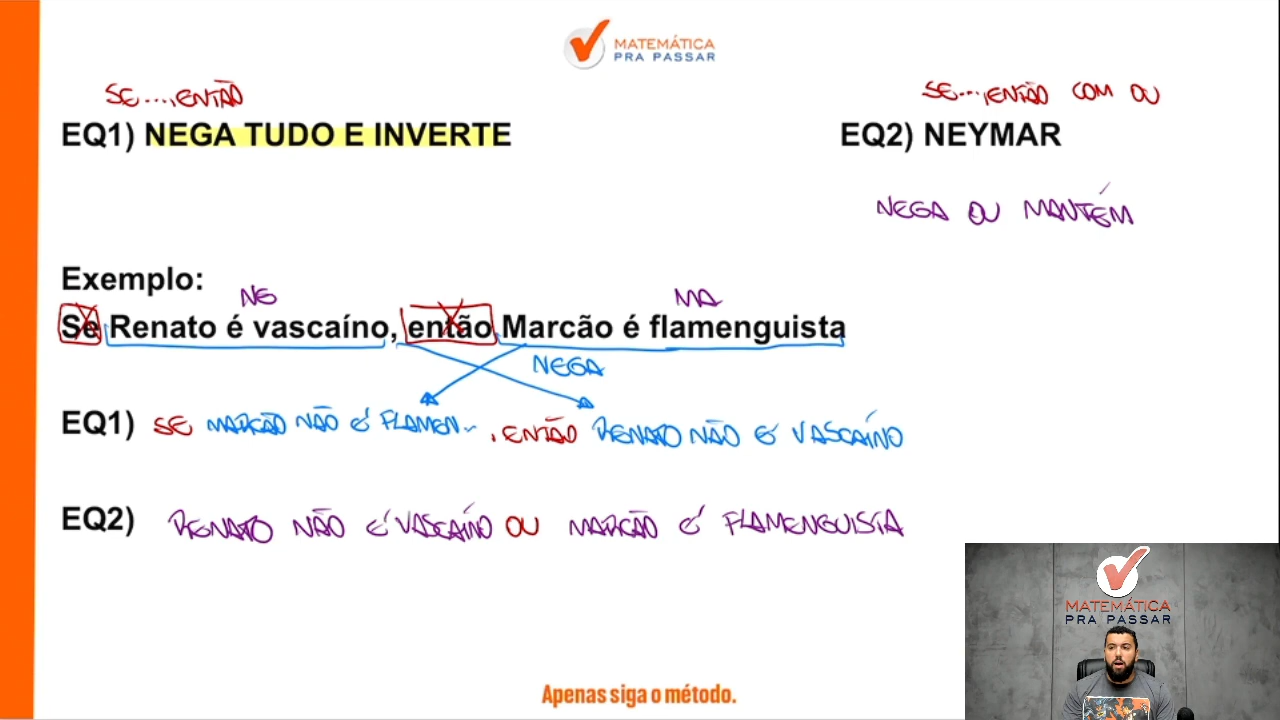 MATEMÁTICA
PRA PASSAR
SE....,ENTÃO
SE...,ENTÃO COM OU
EQ1) NEGA TUDO E INVERTE
EQ2) NEYMAR
NEGA OU MANTÉM
Exemplo:
NE
MA
Se Renato é vascaíno, então Marcão é flamenguista
NEGA
EQ1) SE MARCÃO NÃO É FLAMEN.. , ENTÃO RENATO NÃO É VASCAÍNO
EQ2) RENATO NÃO É VASCAÍNO OU MARCÃO É FLAMENGUISTA
MATEMÁTICA
PRA PASSAR
Apenas siga o método.